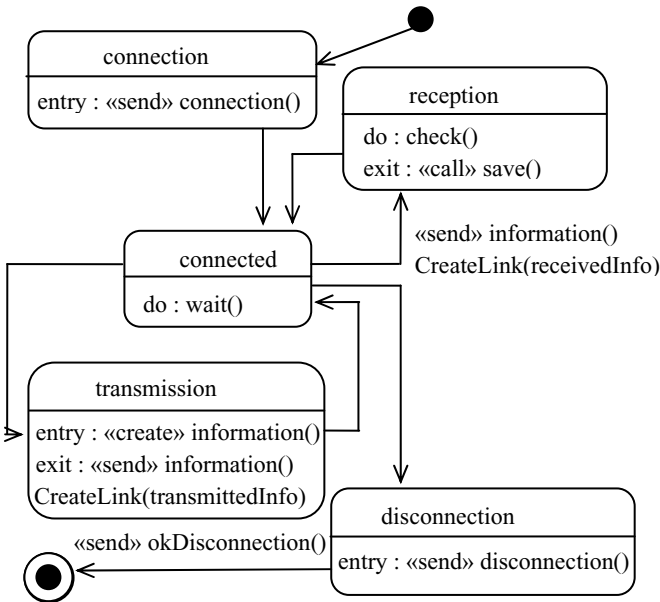 connection
entry : «send» connection()
reception
do : check()
exit : «call» save()
«send» information()
CreateLink(receivedInfo)
connected
do : wait()
transmission
entry : «create» information()
exit : «send» information()
CreateLink(transmittedInfo)
disconnection
entry : «send» disconnection()
«send» okDisconnection()